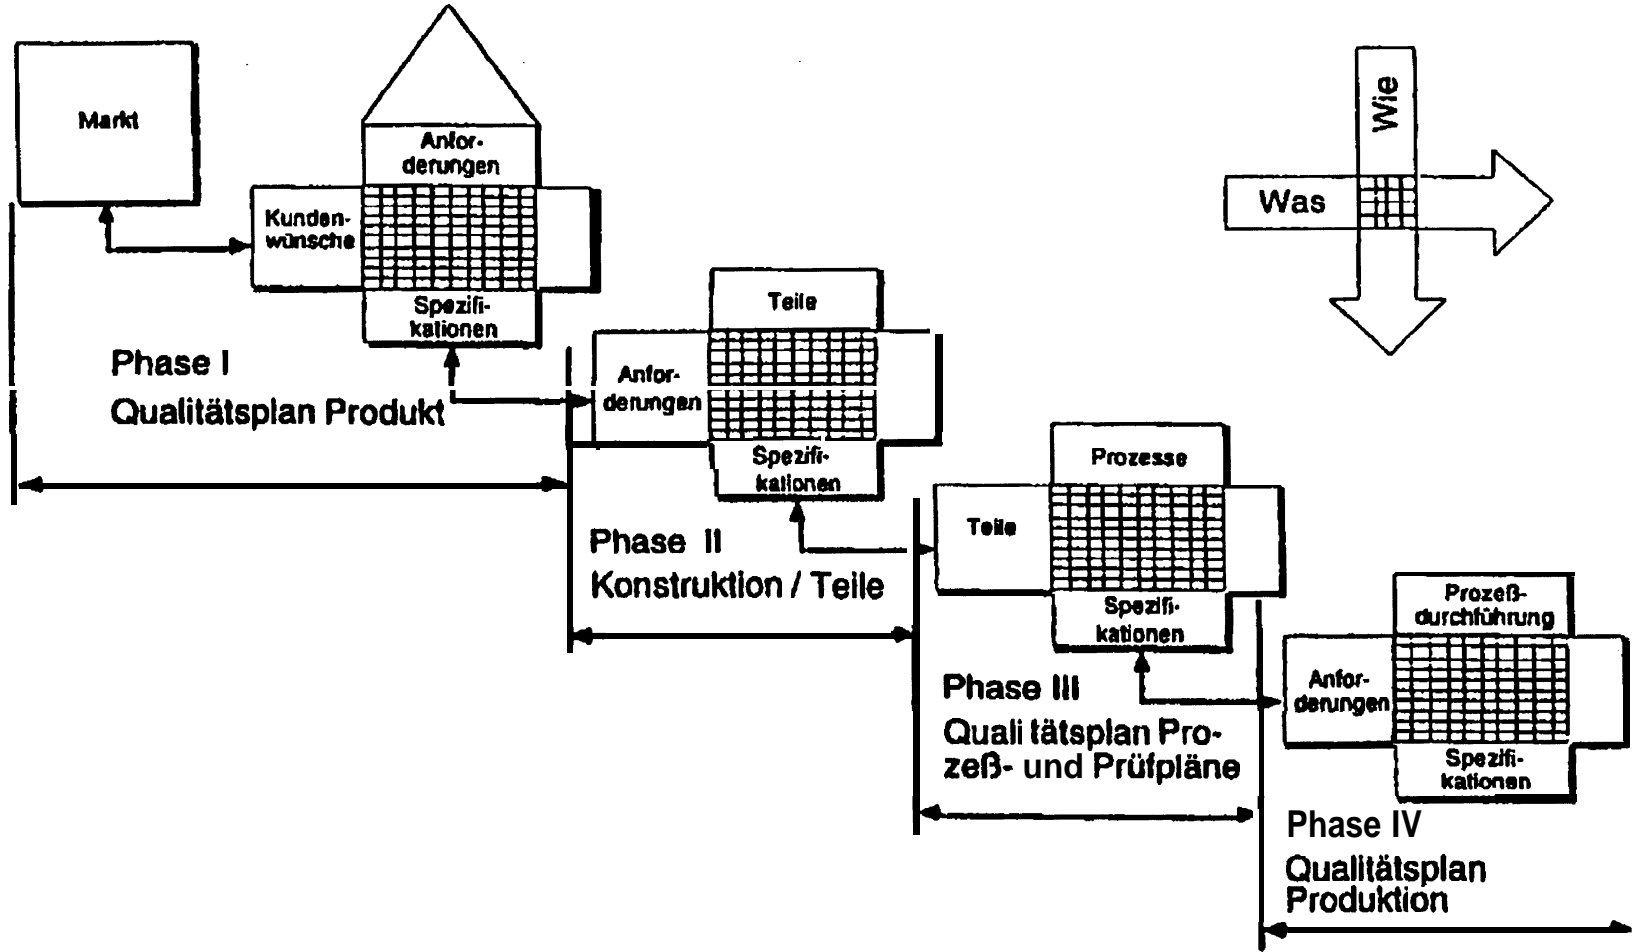 Markt
Anfor-
derungen
Kunden-
wünsche
Spezifi-
kationen
Phase I
Qualitätsplan Produkt
Wie
Was
Teile
Anfor-
derungen
Spezifi-
kationen
Phase II
Konstruktion / Teile
Prozesse
Teile
Spezifi-
kationen
Phase III
Quali tätsplan Pro-
zeß- und Prüfpläne
Prozeß-
durchführung
Anfor-
derungen
Spezifi-
kationen
Phase IV
Qualitätsplan
Produktion